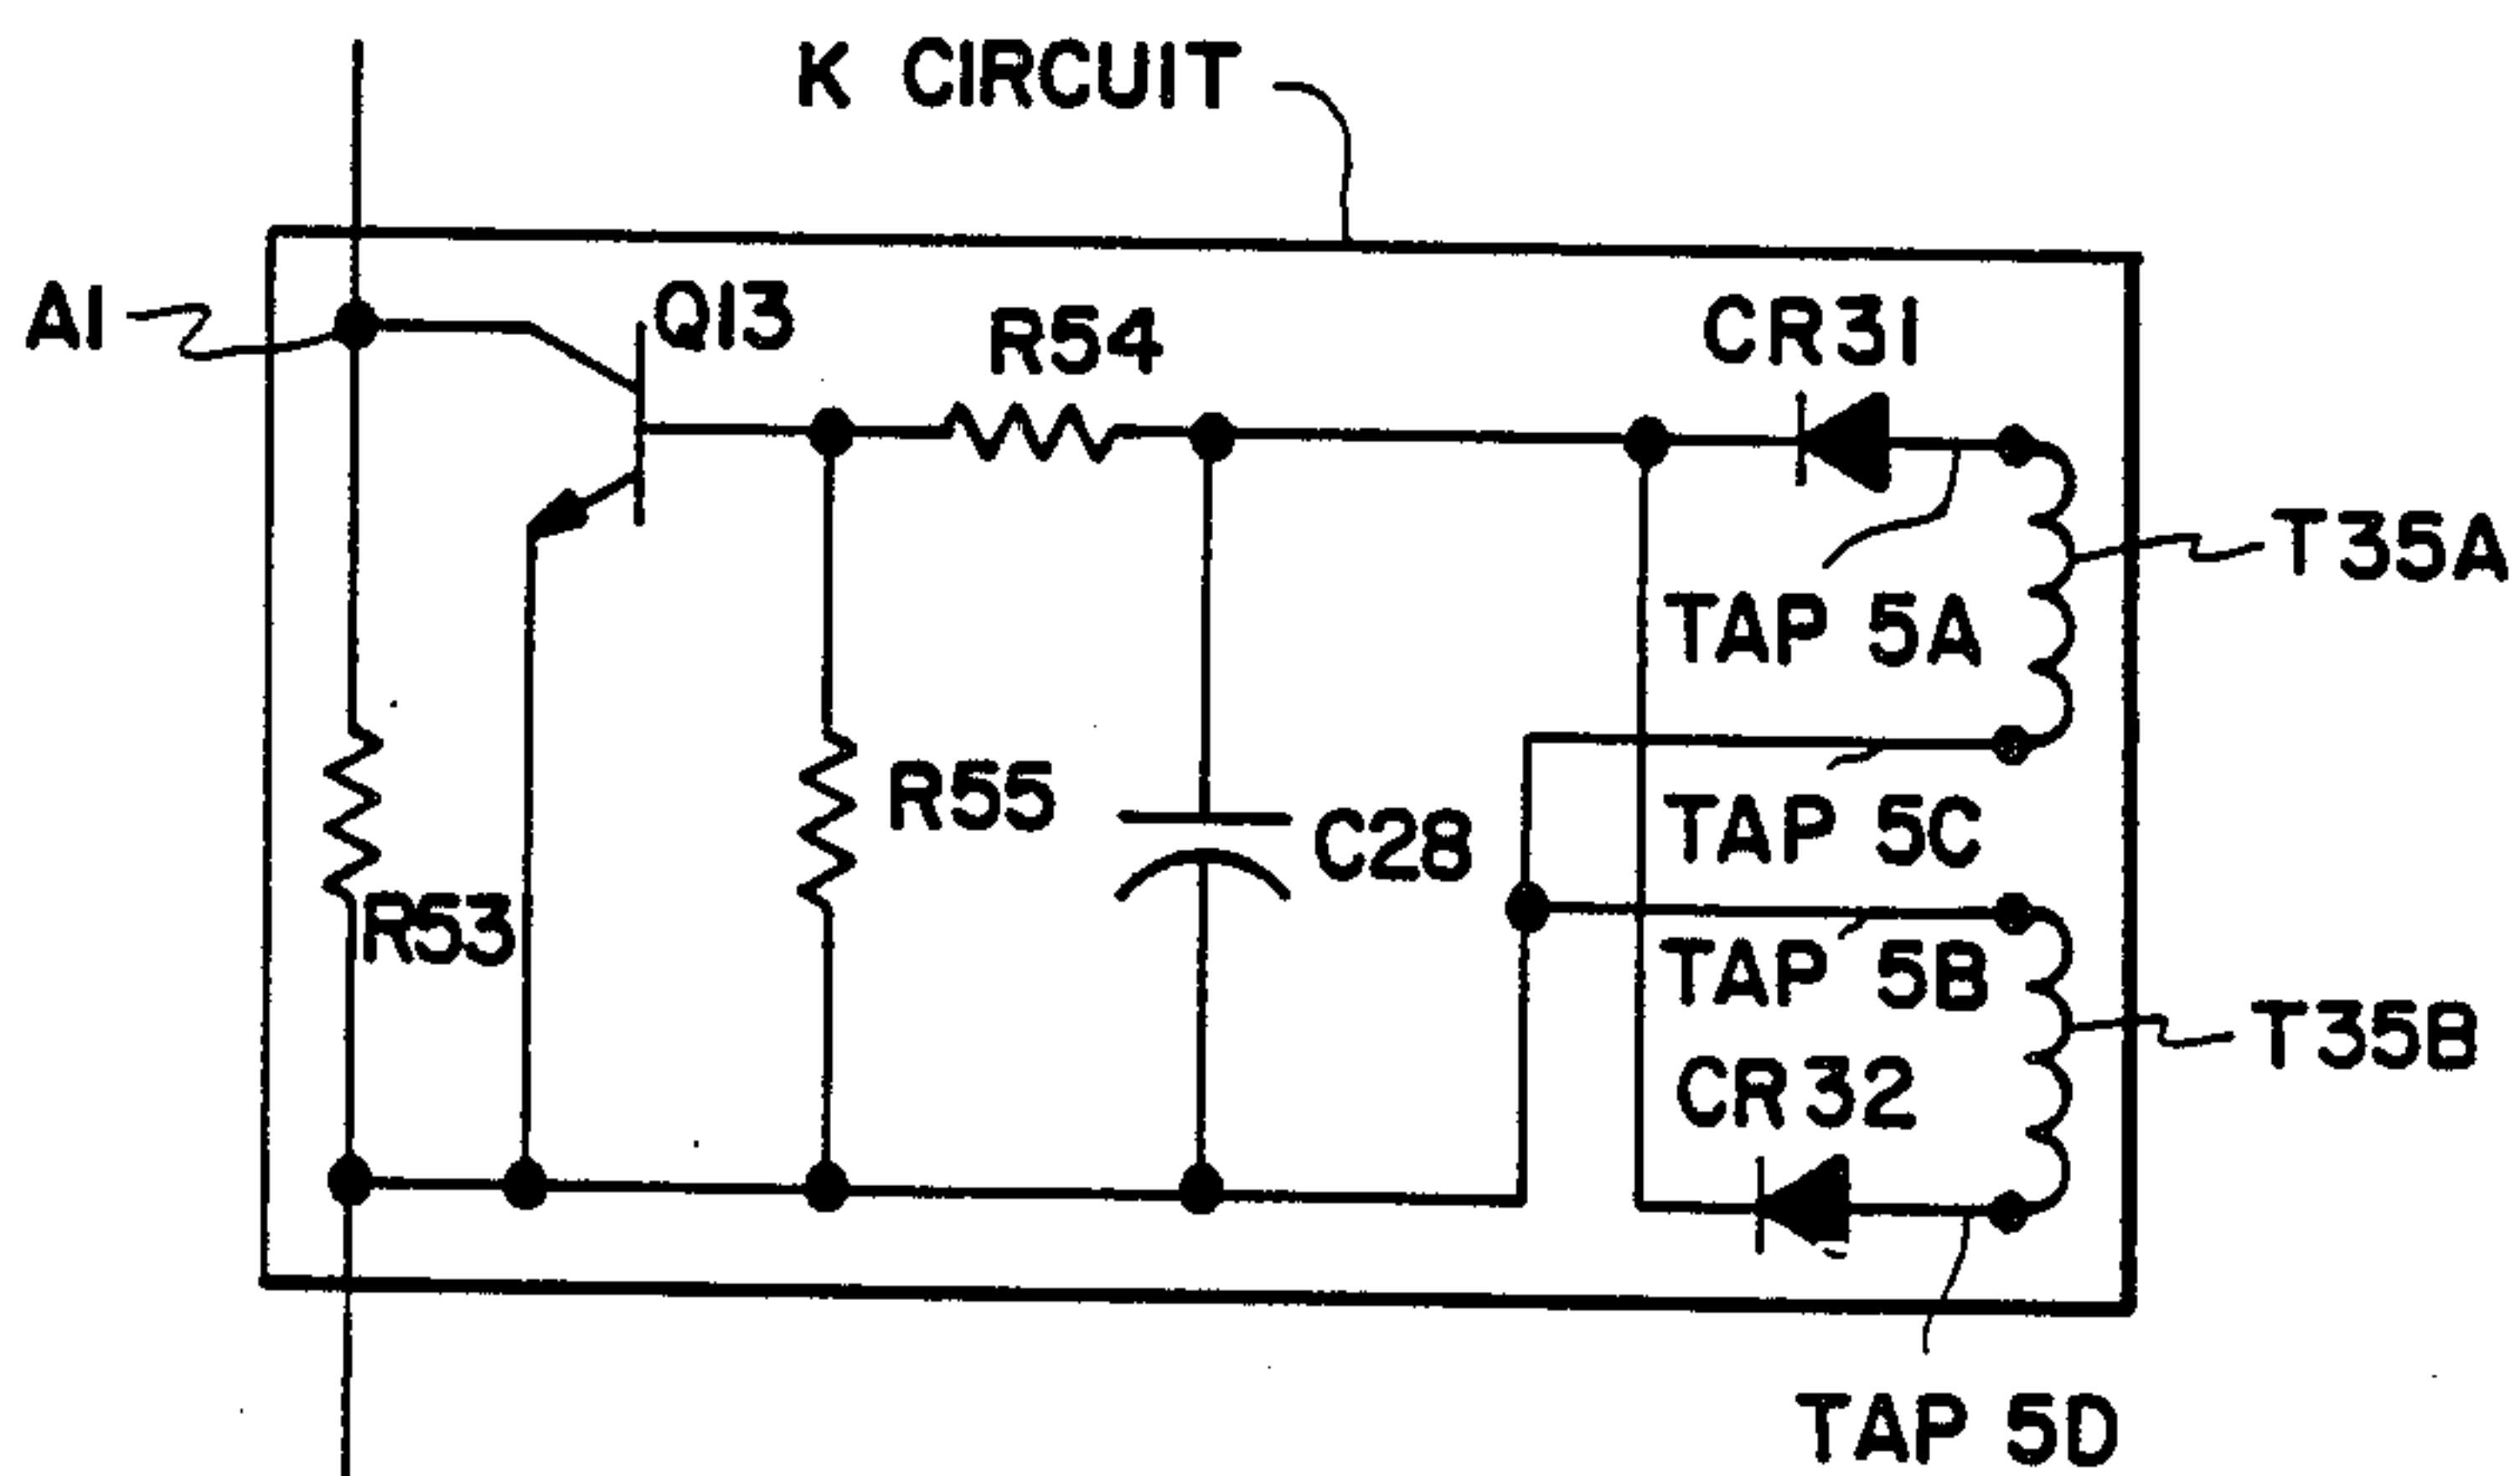 K CIRCUIT
A1
Q13
R54
CR31
T35A
TAP 5A
R55
C28
TAP 5C
R53
TAP 5B
T35B
CR32
TAP 5D